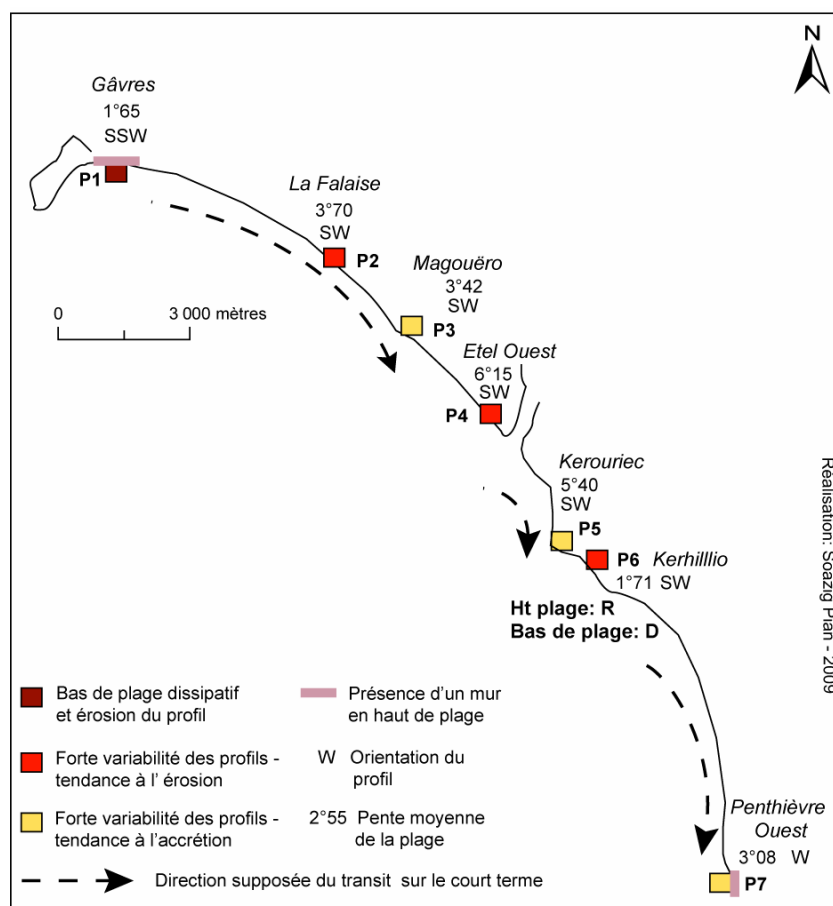 N
Gâvres
1°65
SSW
P1
La Falaise
3°70
SW
P2
Magouëro
3°42
SW
P3
0 3 000 mètres
Etel Ouest
6°15
SW
P4
Kerouriec
5°40
SW
P5
P6 Kerhilllio
1°71 SW
Ht plage: R
Bas de plage: D
Réalisation: Soazig Plan - 2009
Penthièvre
Ouest
3°08 W
P7
Bas de plage dissipatif
et érosion du profil
Forte variabilité des profils -
tendance à l' érosion
Forte variabilité des profils -
tendance à l'accrétion
Présence d'un mur
en haut de plage
W Orientation du
profil
2°55 Pente moyenne
de la plage
Direction supposée du transit sur le court terme